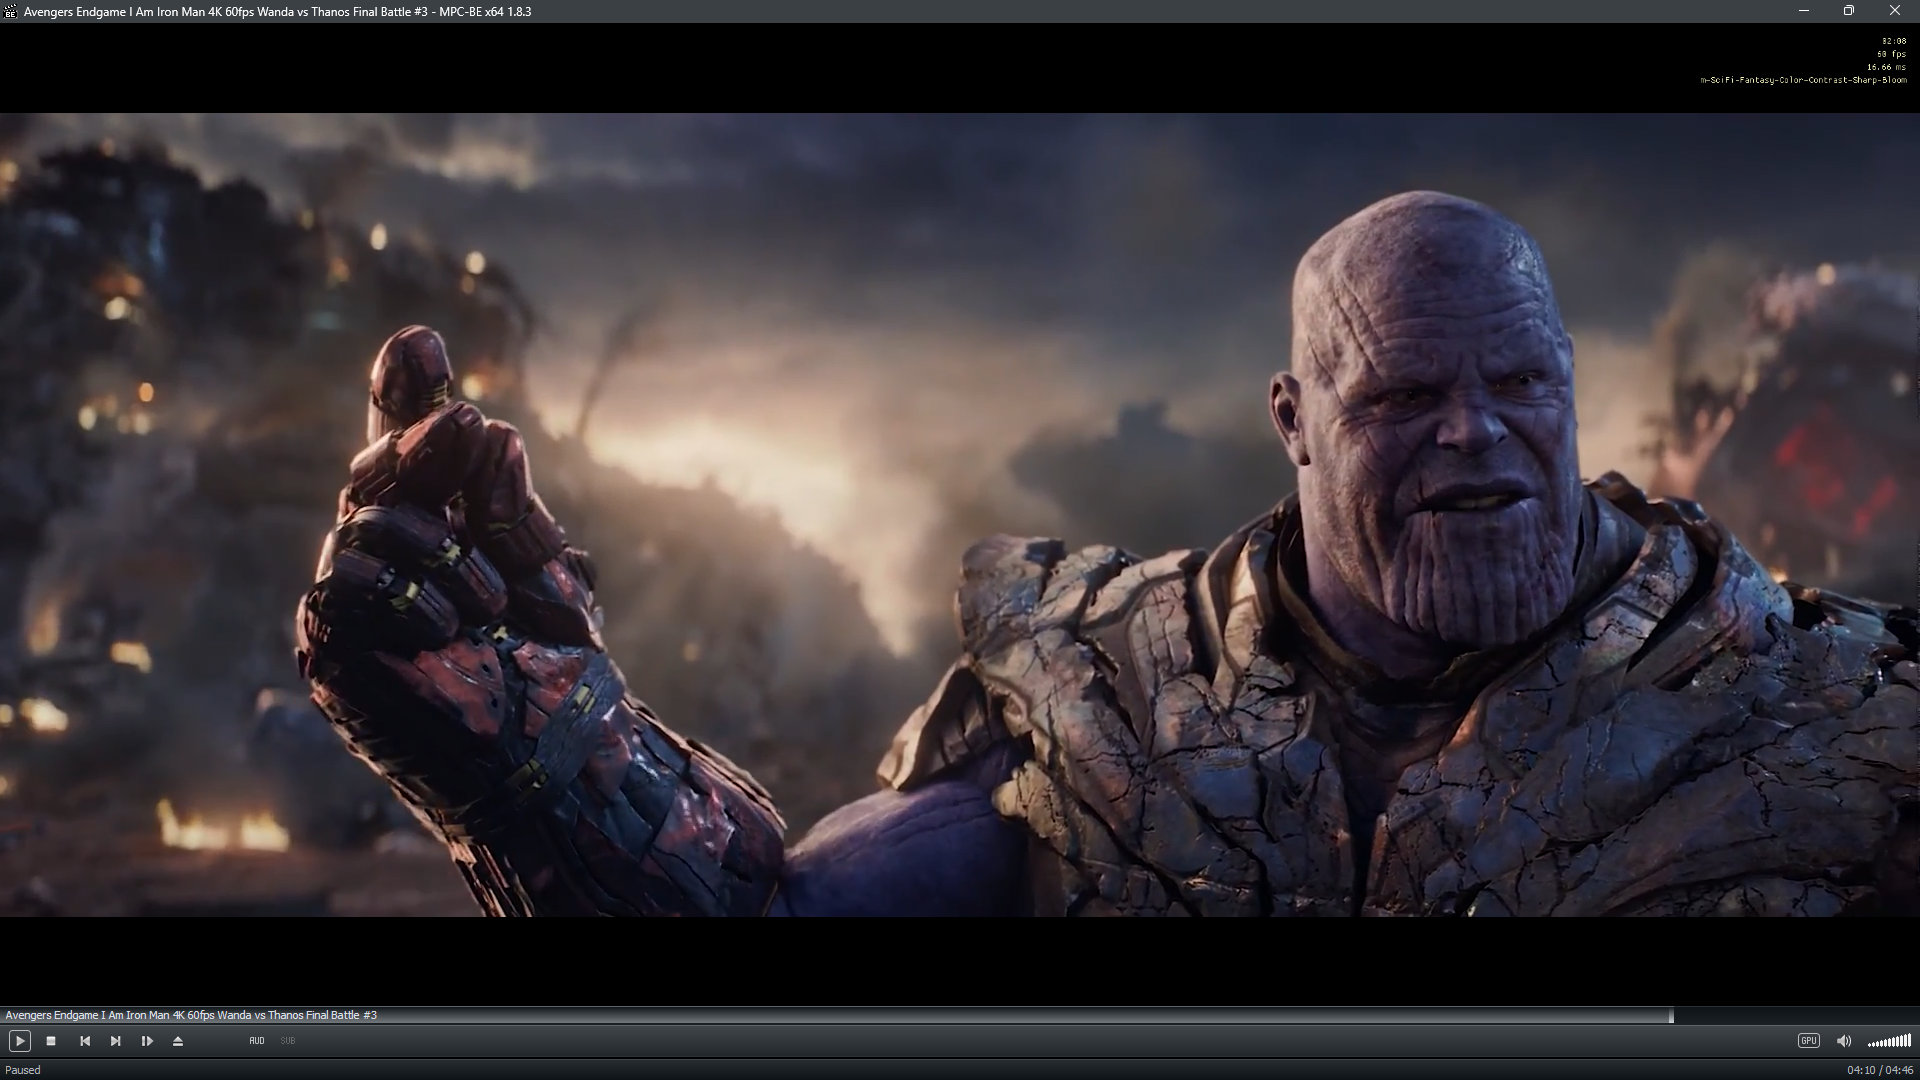 Avengers Endgame I Am Iron Man 4K 60fps Wanda vs Thanos Final Battle #3 - MPC-BE x64 1.8.3
02:08
60 fps
16.66 ms
m-SciFi-Fantasy-Color-Contrast-Sharp-Bloom
Avengers Endgame I Am Iron Man 4K 60fps Wanda vs Thanos Final Battle #3
AUD SUB
GPU
Paused
04:10 / 04:46